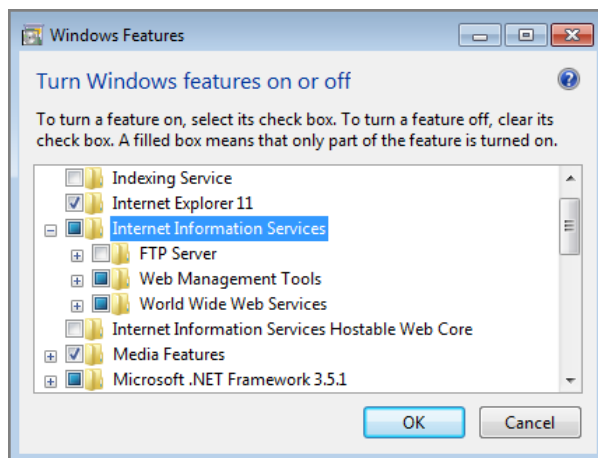 Windows Features
Turn Windows features on or off
To turn a feature on, select its check box. To turn a feature off, clear its
check box. A filled box means that only part of the feature is turned on.
Indexing Service
Internet Explorer 11
Internet Information Services
FTP Server
Web Management Tools
World Wide Web Services
Internet Information Services Hostable Web Core
Media Features
Microsoft .NET Framework 3.5.1
OK Cancel